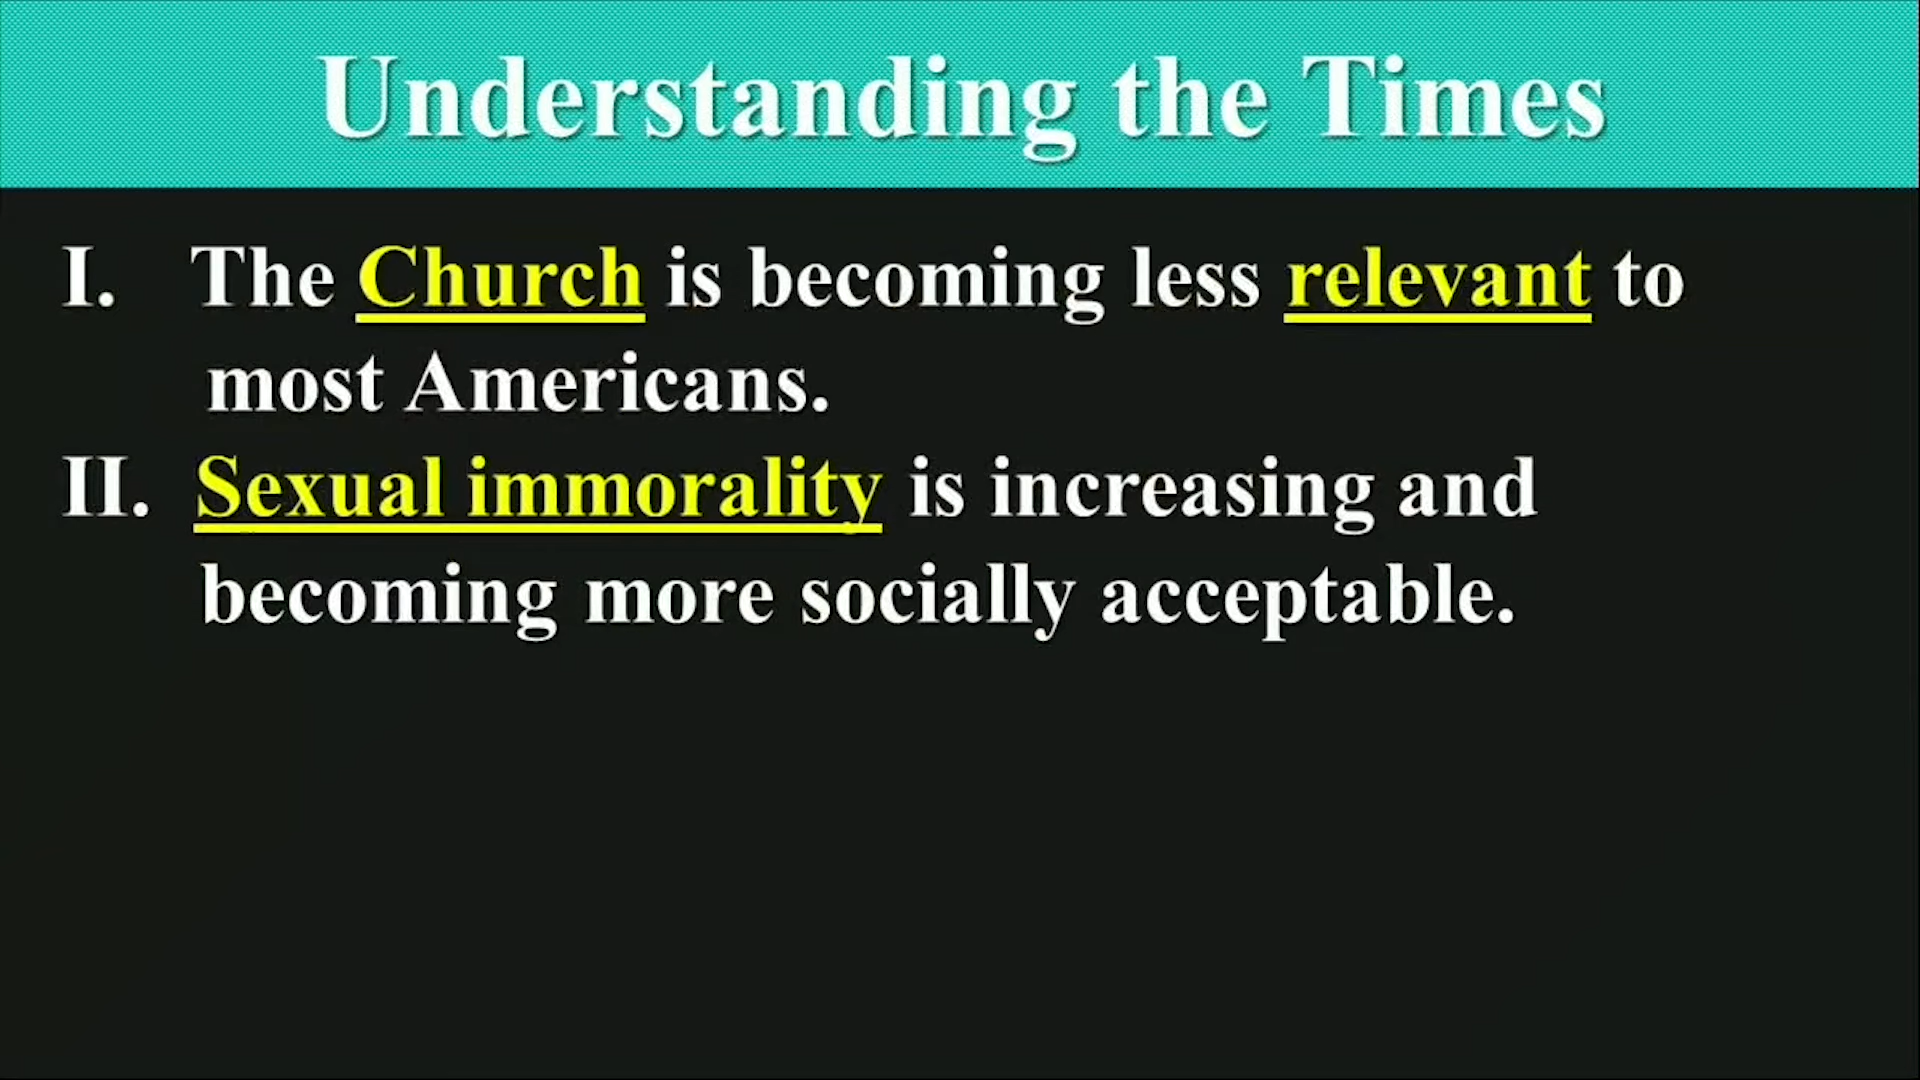 Understanding the Times
I. The Church is becoming less relevant to
most Americans.
II. Sexual immorality is increasing and
becoming more socially acceptable.